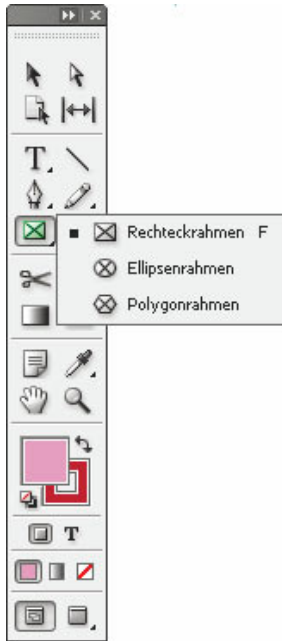 T
Rechteckrahmen F
Ellipsenrahmen
Polygonrahmen
T